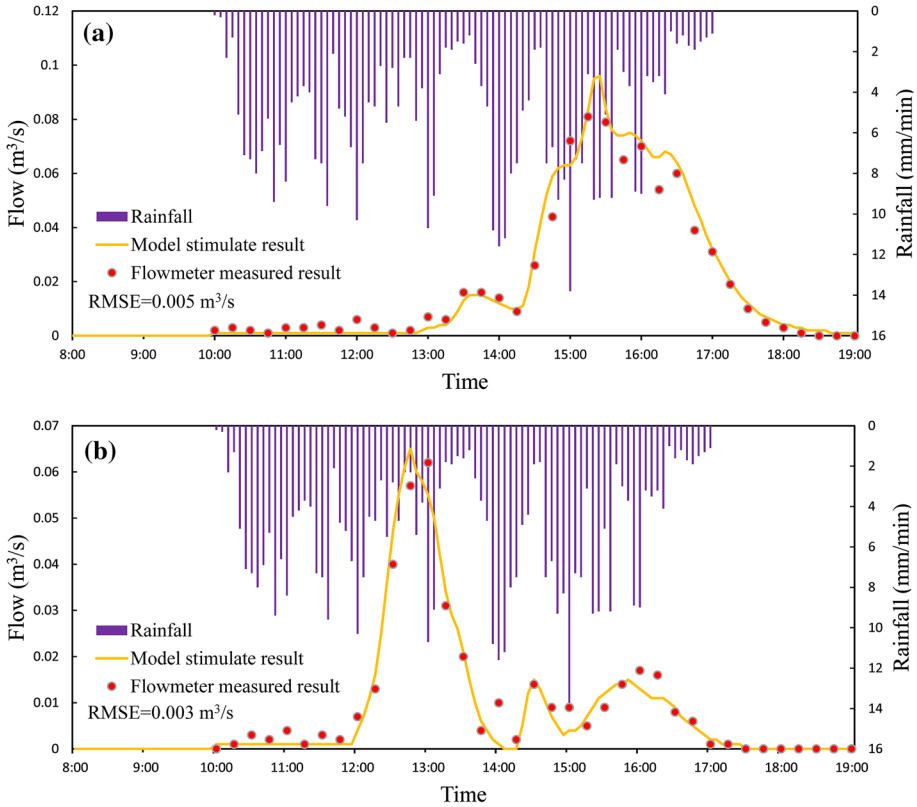 (a)
0.12
0.1
0.08
0.06
0.04
0.02
0
Flow (m³/s)
0
2
4
6
8
10
12
14
16
Rainfall (mm/min)
Rainfall
Model stimulate result
Flowmeter measured result
RMSE=0.005 m³/s
8:00 9:00 10:00 11:00 12:00 13:00 14:00 15:00 16:00 17:00 18:00 19:00
Time
(b)
0.07
0.06
0.05
0.04
0.03
0.02
0.01
0
Flow (m³/s)
0
2
4
6
8
10
12
14
16
Rainfall (mm/min)
Rainfall
Model stimulate result
Flowmeter measured result
RMSE=0.003 m³/s
8:00 9:00 10:00 11:00 12:00 13:00 14:00 15:00 16:00 17:00 18:00 19:00
Time